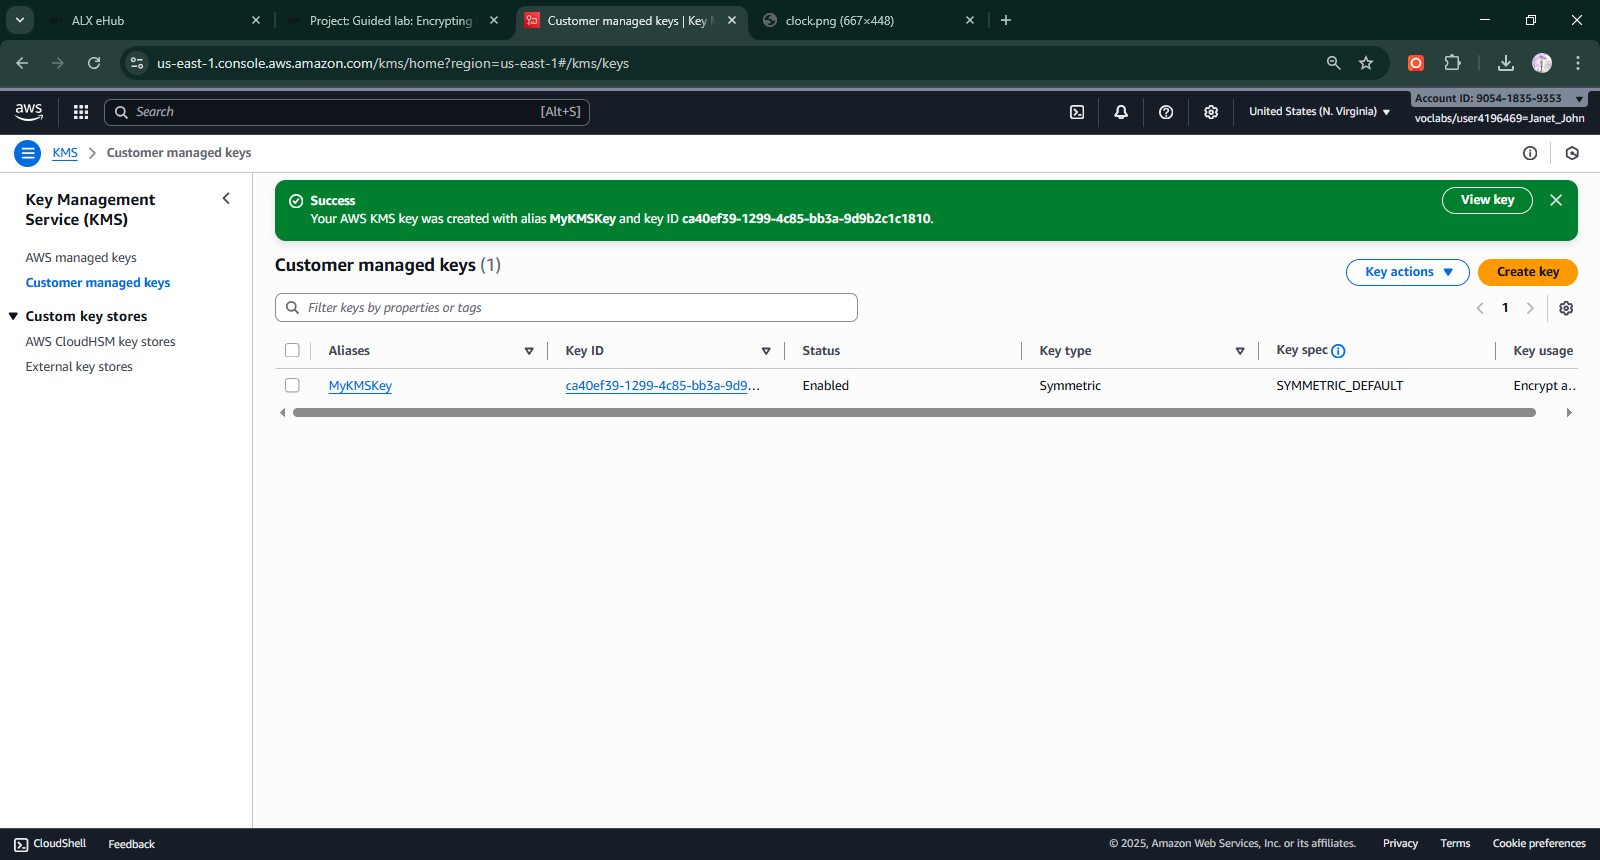 ALX eHub
Project: Guided lab: Encrypting
Customer managed keys | Key M
clock.png (667×448)
us-east-1.console.aws.amazon.com/kms/home?region=us-east-1#/kms/keys
aws
Search
[Alt+S]
United States (N. Virginia)
Account ID: 9054-1835-9353
voclabs/user4196469=Janet_John
KMS
Customer managed keys
Key Management
Service (KMS)
AWS managed keys
Customer managed keys
Custom key stores
AWS CloudHSM key stores
External key stores
Success
Your AWS KMS key was created with alias MyKMSKey and key ID ca40ef39-1299-4c85-bb3a-9d9b2c1c1810.
View key
Customer managed keys (1)
Key actions
Create key
Filter keys by properties or tags
1
Aliases
Key ID
Status
Key type
Key spec
Key usage
MyKMSKey
ca40ef39-1299-4c85-bb3a-9d9...
Enabled
Symmetric
SYMMETRIC_DEFAULT
Encrypt a..
CloudShell
Feedback
© 2025, Amazon Web Services, Inc. or its affiliates.
Privacy
Terms
Cookie preferences